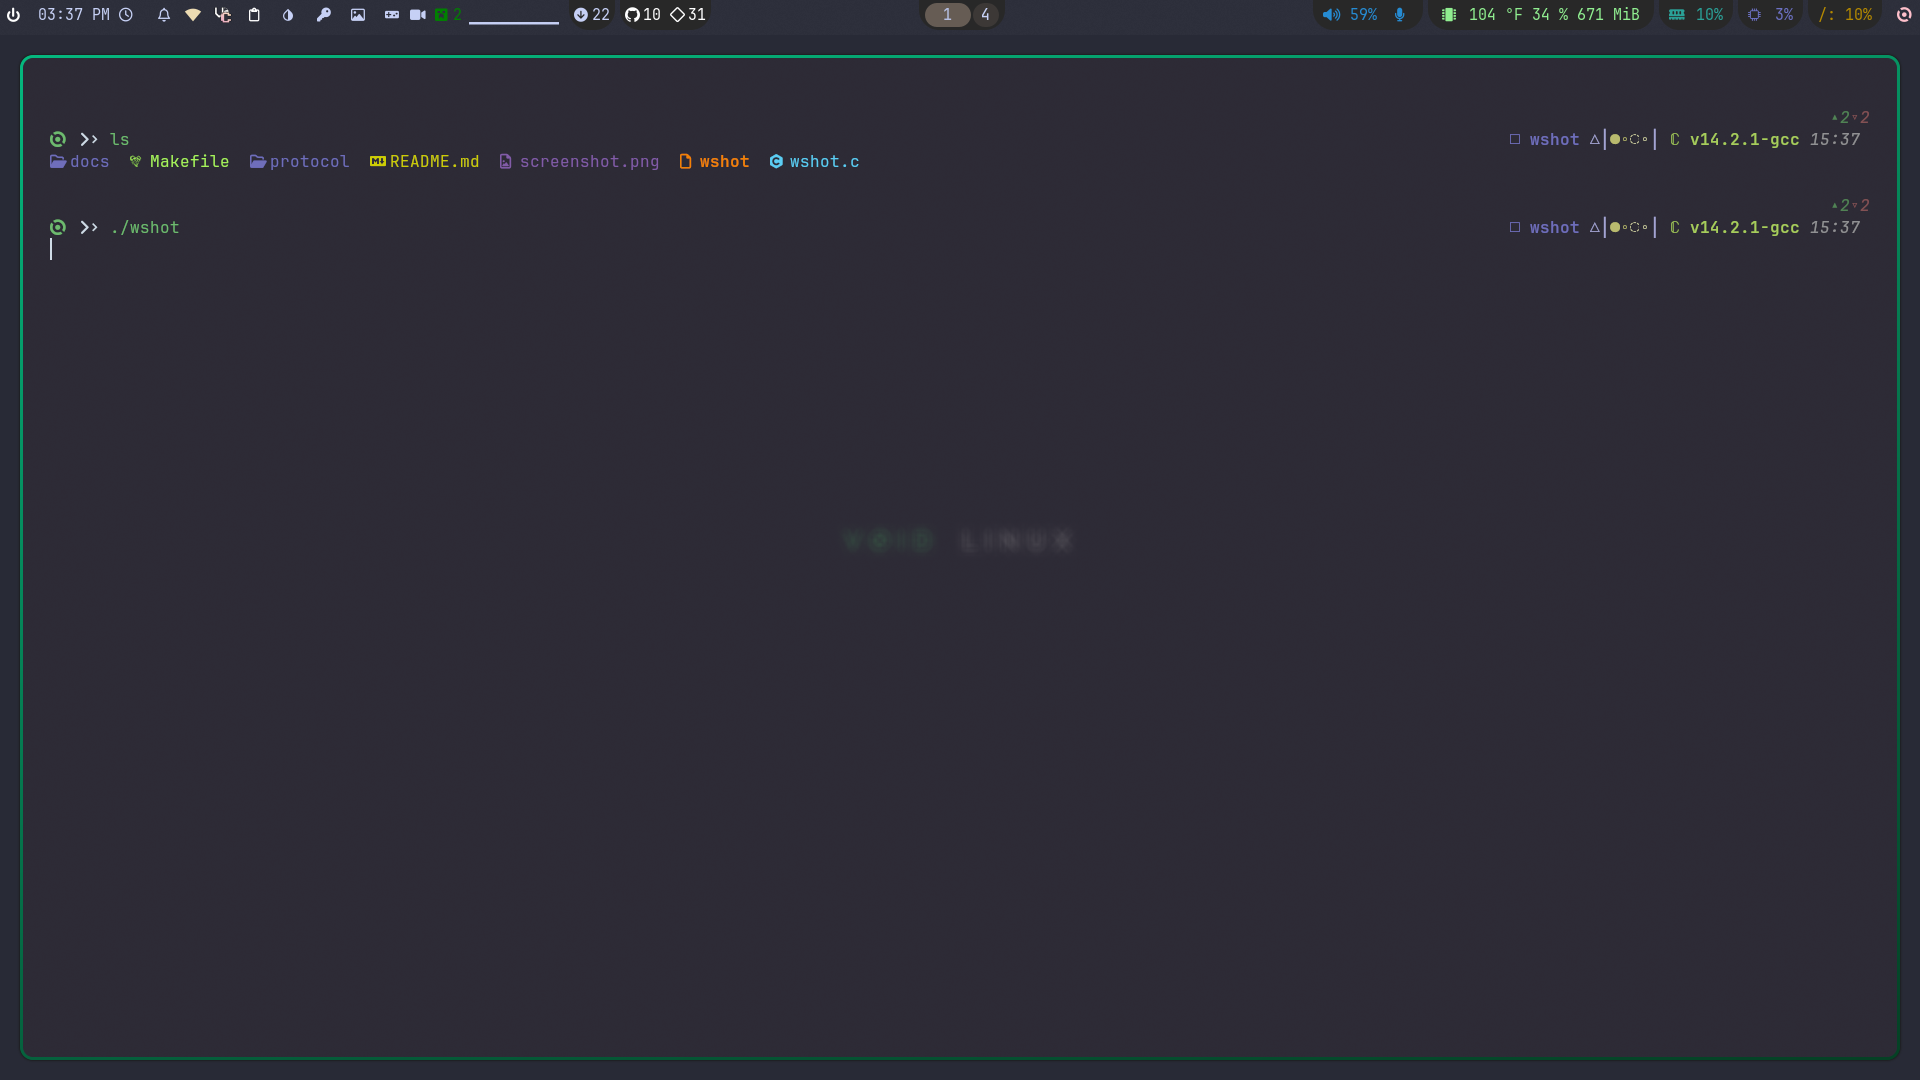 03:37 PM 2 22 10 31 1 4 59% 104 °F 34 % 671 MiB 10% 3% /: 10%
2 2
ls wshot v14.2.1-gcc 15:37
docs Makefile protocol README.md screenshot.png wshot wshot.c
2 2
./wshot wshot v14.2.1-gcc 15:37
VOID LINUX